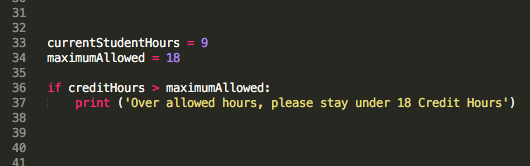 31
32
33 currentStudentHours = 9
34 maximumAllowed = 18
35
36 if creditHours > maximumAllowed:
37     print ('Over allowed hours, please stay under 18 Credit Hours')
38
39
40
41